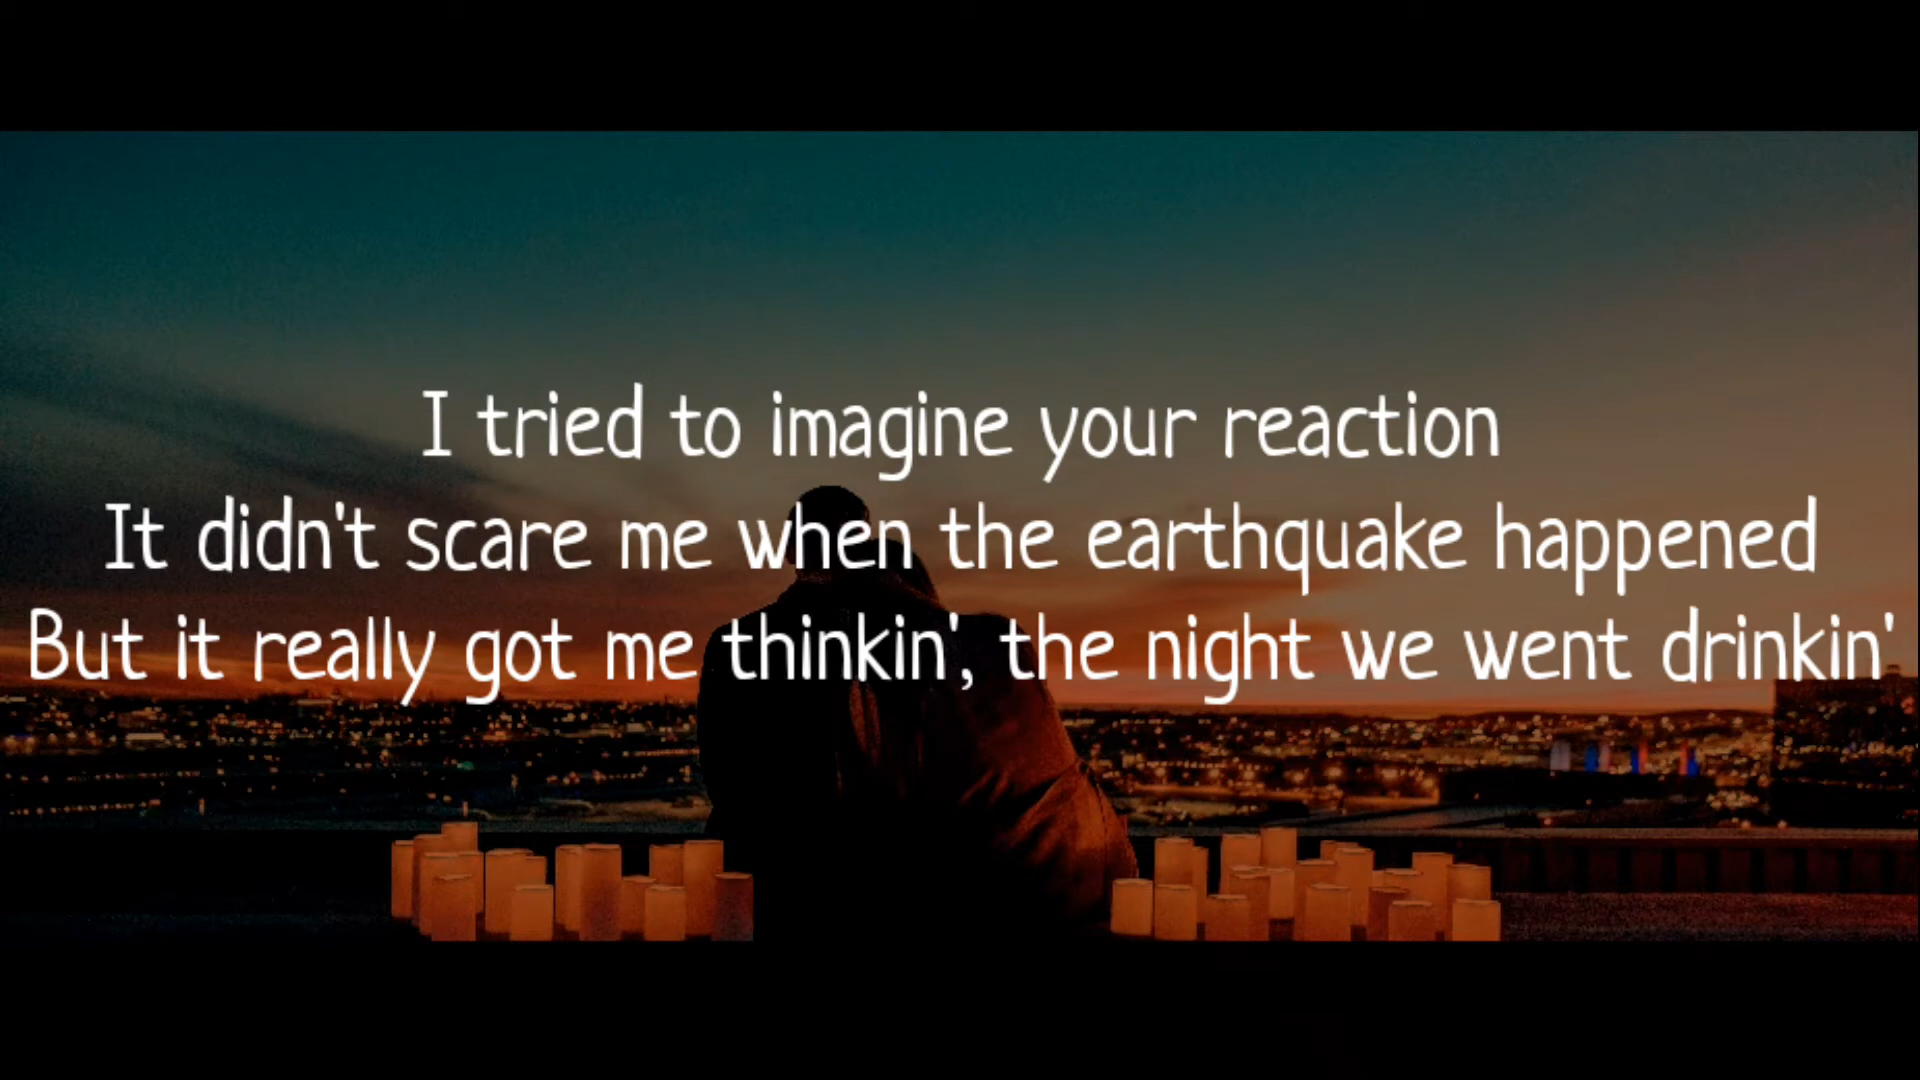 I tried to imagine your reaction
It didn't scare me when the earthquake happened
But it really got me thinkin', the night we went drinkin'